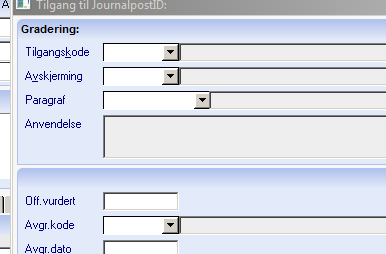 A Tilgang til JournalpostID:
Gradering:
Tilgangskode
Avskjerming
Paragraf
Anvendelse
Off.vurdert
Avgr.kode
Avgr.dato